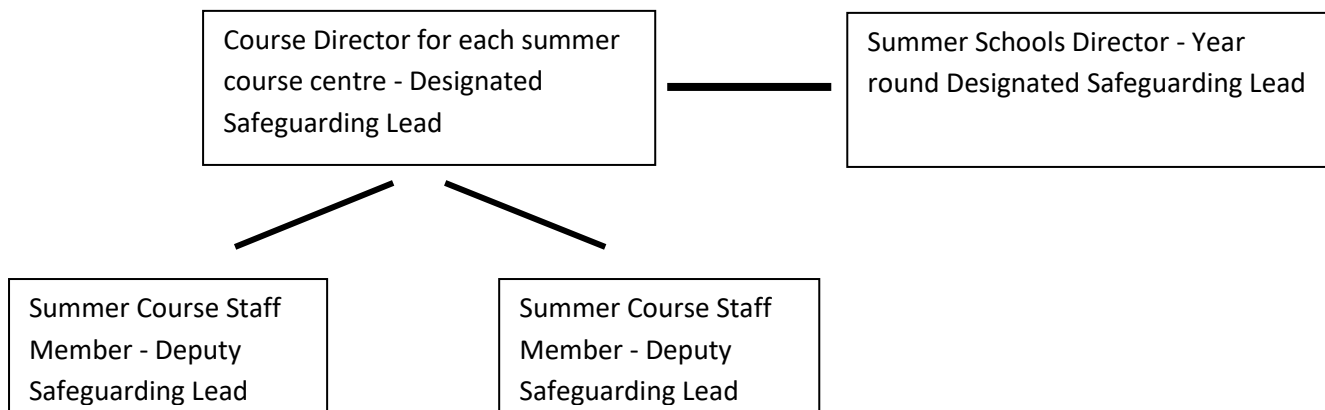 Course Director for each summer
course centre - Designated
Safeguarding Lead
Summer Schools Director - Year
round Designated Safeguarding Lead
Summer Course Staff
Member - Deputy
Safeguarding Lead
Summer Course Staff
Member - Deputy
Safeguarding Lead